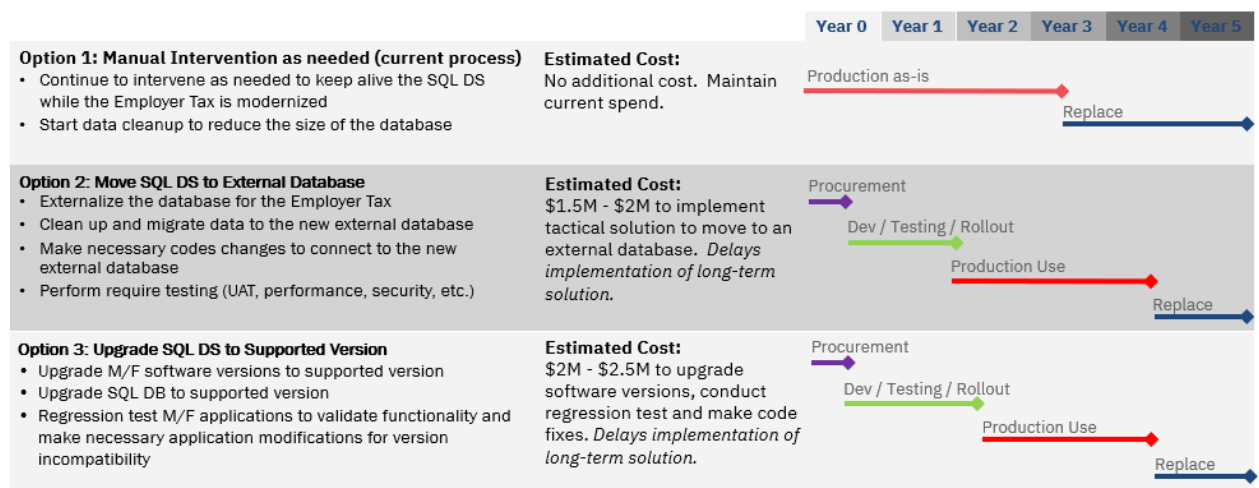 Year 0 Year 1 Year 2 Year 3 Year 4 Year 5
Option 1: Manual Intervention as needed (current process)
• Continue to intervene as needed to keep alive the SQL DS
while the Employer Tax is modernized
• Start data cleanup to reduce the size of the database
Estimated Cost:
No additional cost. Maintain
current spend.
Production as-is
Replace
Option 2: Move SQL DS to External Database
• Externalize the database for the Employer Tax
• Clean up and migrate data to the new external database
• Make necessary codes changes to connect to the new
external database
• Perform require testing (UAT, performance, security, etc.)
Estimated Cost:
$1.5M - $2M to implement
tactical solution to move to an
external database. Delays
implementation of long-term
solution.
Procurement
Dev / Testing / Rollout
Production Use
Replace
Option 3: Upgrade SQL DS to Supported Version
• Upgrade M/F software versions to supported version
• Upgrade SQL DB to supported version
• Regression test M/F applications to validate functionality and
make necessary application modifications for version
incompatibility
Estimated Cost:
$2M - $2.5M to upgrade
software versions, conduct
regression test and make code
fixes. Delays implementation of
long-term solution.
Procurement
Dev / Testing / Rollout
Production Use
Replace